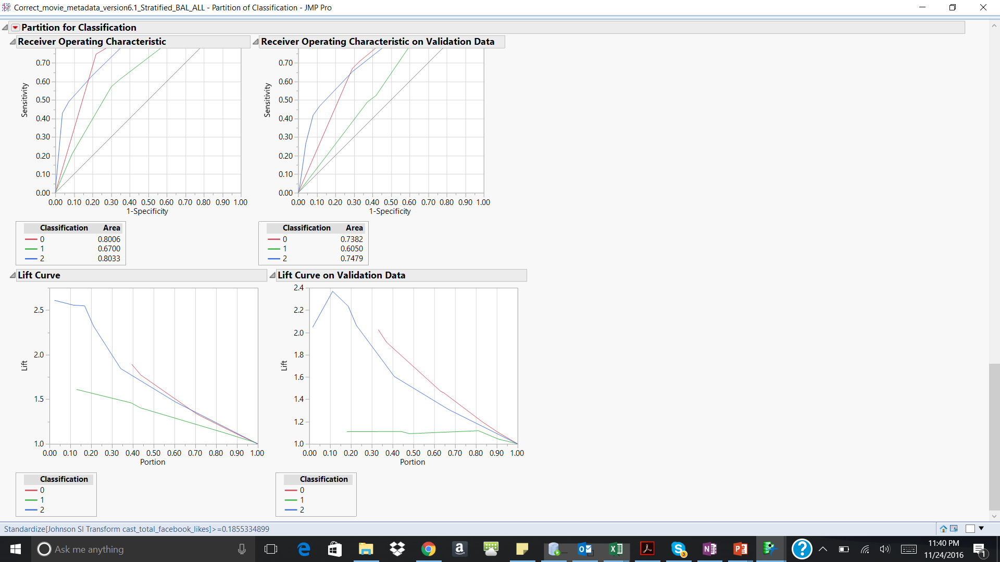 Correct_movie_metadata_version6.1_Stratified_BAL_ALL - Partition of Classification - JMP Pro
Partition for Classification
Receiver Operating Characteristic
Sensitivity
0.70
0.60
0.50
0.40
0.30
0.20
0.10
0.00
0.00 0.10 0.20 0.30 0.40 0.50 0.60 0.70 0.80 0.90 1.00
1-Specificity
Classification Area
0 0.8006
1 0.6700
2 0.8033
Receiver Operating Characteristic on Validation Data
Sensitivity
0.70
0.60
0.50
0.40
0.30
0.20
0.10
0.00
0.00 0.10 0.20 0.30 0.40 0.50 0.60 0.70 0.80 0.90 1.00
1-Specificity
Classification Area
0 0.7382
1 0.6050
2 0.7479
Lift Curve
Lift
2.5
2.0
1.5
1.0
0.00 0.10 0.20 0.30 0.40 0.50 0.60 0.70 0.80 0.90 1.00
Portion
Classification
0
1
2
Lift Curve on Validation Data
Lift
2.4
2.2
2.0
1.8
1.6
1.4
1.2
1.0
0.00 0.10 0.20 0.30 0.40 0.50 0.60 0.70 0.80 0.90 1.00
Portion
Classification
0
1
2
Standardize[Johnson SI Transform cast_total_facebook_likes]>=0.1855334899
Ask me anything
11:40 PM
11/24/2016
3
1